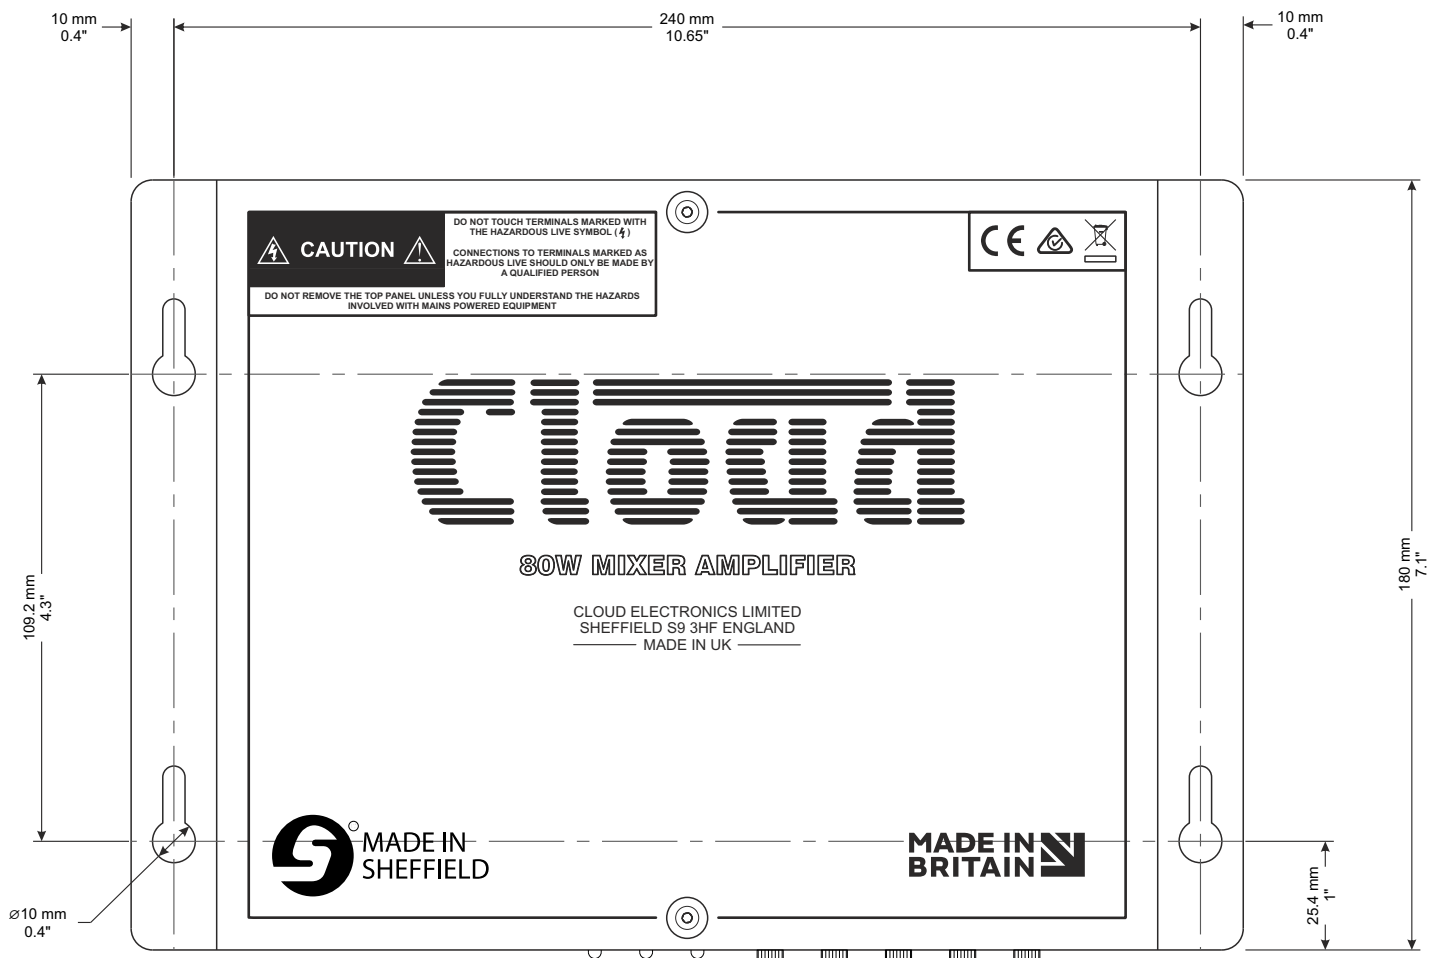 10 mm
0.4"
240 mm
10.65"
10 mm
0.4"
CAUTION
DO NOT TOUCH TERMINALS MARKED WITH
THE HAZARDOUS LIVE SYMBOL ( )
CONNECTIONS TO TERMINALS MARKED AS
HAZARDOUS LIVE SHOULD ONLY BE MADE BY
A QUALIFIED PERSON
DO NOT REMOVE THE TOP PANEL UNLESS YOU FULLY UNDERSTAND THE HAZARDS
INVOLVED WITH MAINS POWERED EQUIPMENT
CE
Cloud
80W MIXER AMPLIFIER
CLOUD ELECTRONICS LIMITED
SHEFFIELD S9 3HF ENGLAND
MADE IN UK
109.2 mm
4.3"
180 mm
7.1"
MADE IN
SHEFFIELD
MADE IN
BRITAIN
⌀10 mm
0.4"
25.4 mm
1"